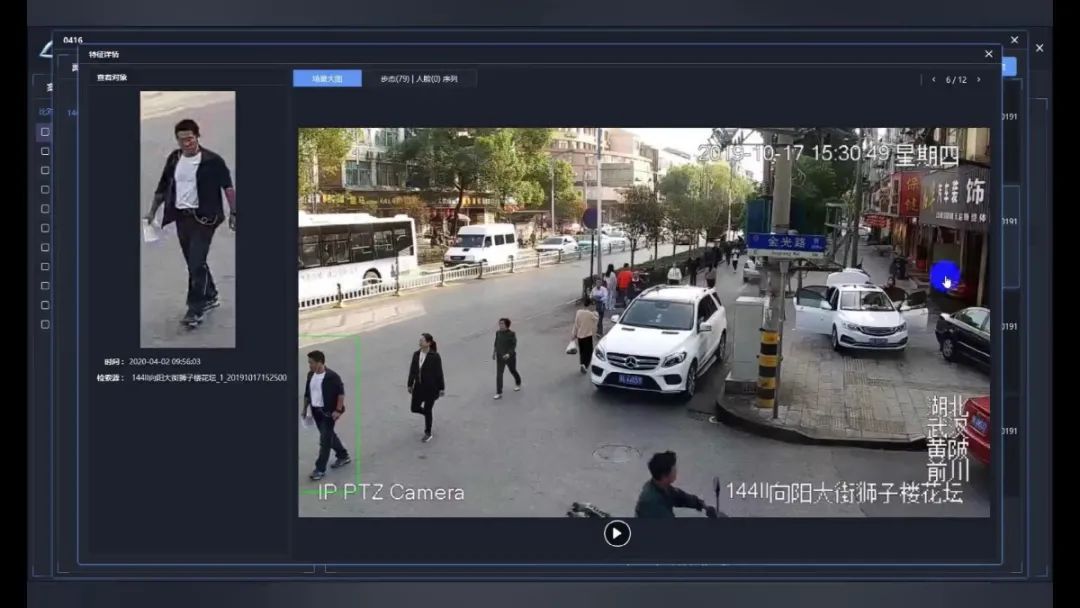 0416
特征详情
查看对象
场景大图
步态(79) | 人脸(0) 序列
6 / 12
2019-10-17 15:30:49 星期四
金光路
汽车装饰
时间： 2020-04-02 09:56:03
检索源： 144II向阳大街狮子楼花坛_1_20191017152500
湖北
武汉
黄陂
前川
IP PTZ Camera
144II向阳大街狮子楼花坛
0191
0191
0191
0191